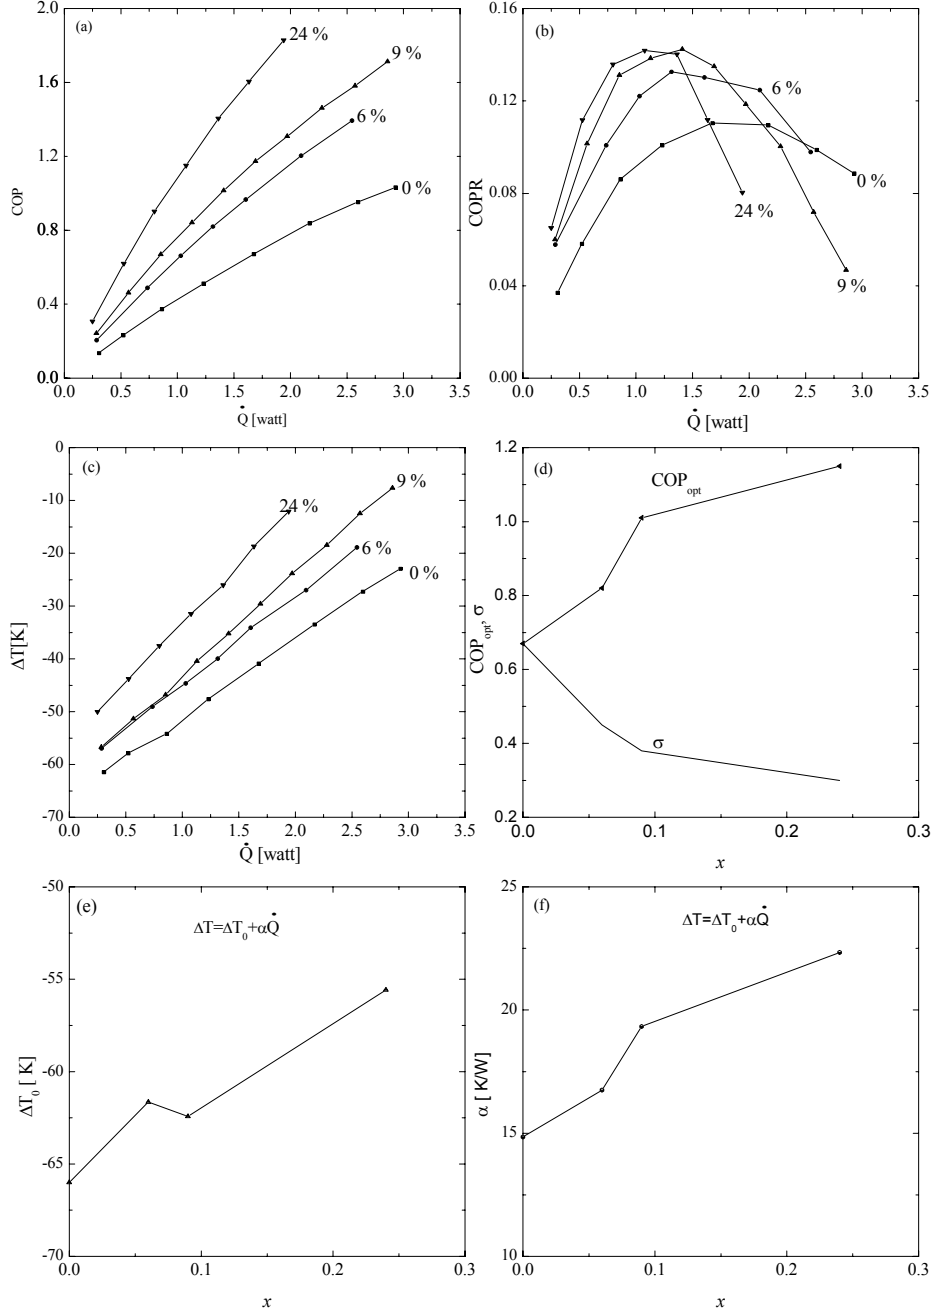 (a)
COP
2.0
1.6
1.2
0.8
0.4
0.0
24 %
9 %
6 %
0 %
0.0 0.5 1.0 1.5 2.0 2.5 3.0 3.5
Q̇ [watt]
(b)
COPR
0.16
0.12
0.08
0.04
0.00
6 %
0 %
24 %
9 %
0.0 0.5 1.0 1.5 2.0 2.5 3.0 3.5
Q̇ [watt]
(c)
ΔT[K]
0
-10
-20
-30
-40
-50
-60
-70
24 %
9 %
6 %
0 %
0.0 0.5 1.0 1.5 2.0 2.5 3.0 3.5
Q̇ [watt]
(d)
COP_opt, σ
1.2
1.0
0.8
0.6
0.4
0.2
COP_opt
σ
0.0 0.1 0.2 0.3
x
(e)
ΔT=ΔT₀+αQ̇
ΔT₀ [ K]
-50
-55
-60
-65
-70
0.0 0.1 0.2 0.3
x
(f)
ΔT=ΔT₀+αQ̇
α [ K/W]
25
20
15
10
0.0 0.1 0.2 0.3
x